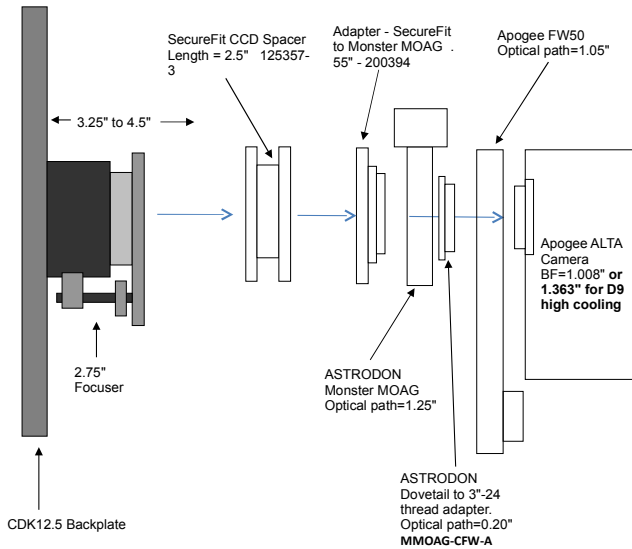 SecureFit CCD Spacer
Length = 2.5" 125357-
3
Adapter - SecureFit
to Monster MOAG .
55" - 200394
Apogee FW50
Optical path=1.05"
3.25" to 4.5"
Apogee ALTA
Camera
BF=1.008" or
1.363" for D9
high cooling
2.75"
Focuser
ASTRODON
Monster MOAG
Optical path=1.25"
ASTRODON
Dovetail to 3"-24
thread adapter.
Optical path=0.20"
MMOAG-CFW-A
CDK12.5 Backplate